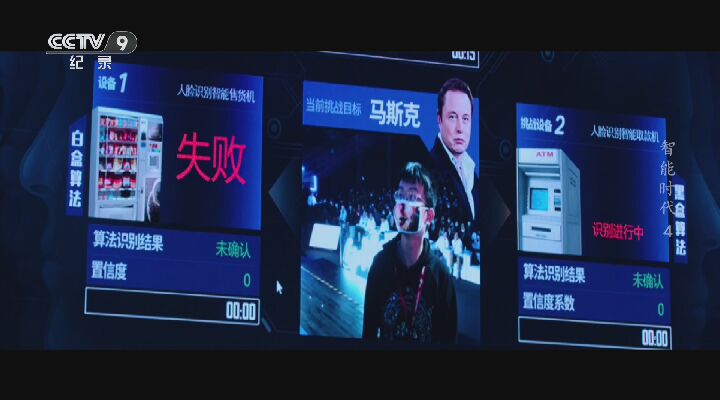 CCTV 9
纪录
00:15
设备1
人脸识别智能售货机
白盒算法
失败
算法识别结果 未确认
置信度 0
00:00
当前挑战目标 马斯克
挑战设备2
人脸识别智能取款机
ATM
识别进行中
黑盒算法
算法识别结果 未确认
置信度系数 0
00:00
智能时代 4